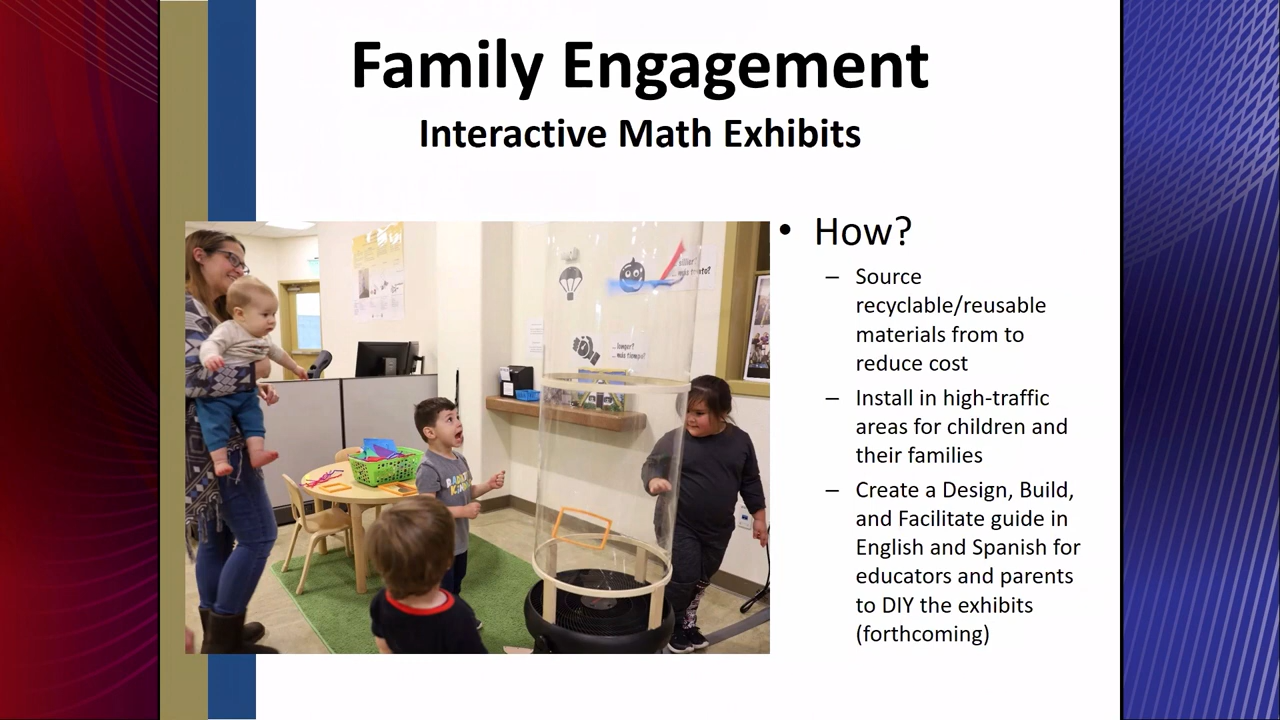 Family Engagement
Interactive Math Exhibits
• How?
– Source
recyclable/reusable
materials from to
reduce cost
– Install in high-traffic
areas for children and
their families
– Create a Design, Build,
and Facilitate guide in
English and Spanish for
educators and parents
to DIY the exhibits
(forthcoming)
... longer?